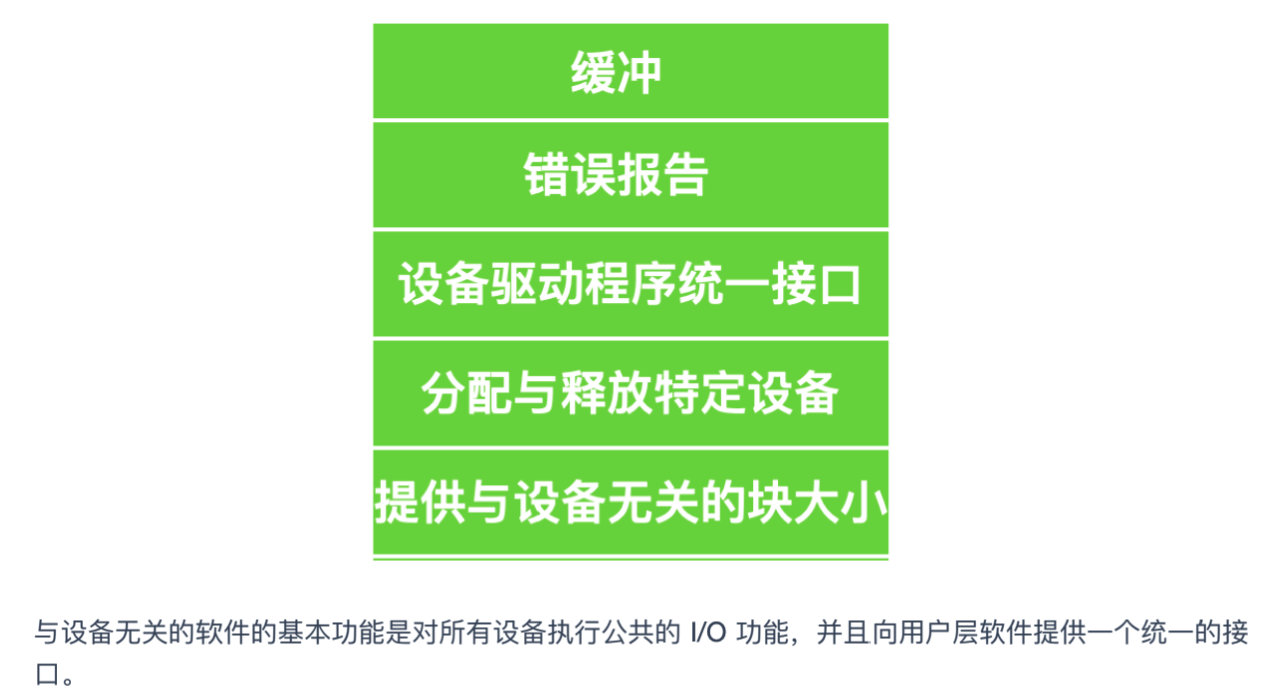 缓冲
错误报告
设备驱动程序统一接口
分配与释放特定设备
提供与设备无关的块大小
与设备无关的软件的基本功能是对所有设备执行公共的 I/O 功能，并且向用户层软件提供一个统一的接
口。